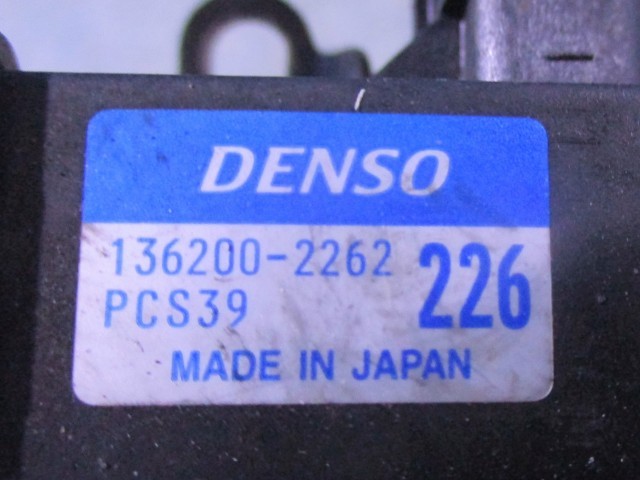 DENSO
136200-2262
PCS39 226
MADE IN JAPAN